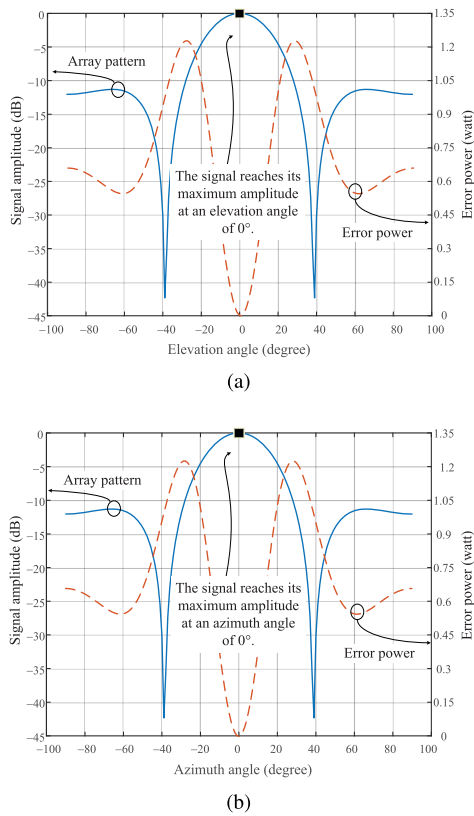 0
−5
−10
−15
−20
−25
−30
−35
−40
−45
Signal amplitude (dB)
1.35
1.2
1.05
0.9
0.75
0.6
0.45
0.3
0.15
0
Error power (watt)
Array pattern
The signal reaches its
maximum amplitude
at an elevation angle
of 0°.
Error power
−100 −80 −60 −40 −20 0 20 40 60 80 100
Elevation angle (degree)
(a)
0
−5
−10
−15
−20
−25
−30
−35
−40
−45
Signal amplitude (dB)
1.35
1.2
1.05
0.9
0.75
0.6
0.45
0.3
0.15
0
Error power (watt)
Array pattern
The signal reaches its
maximum amplitude
at an azimuth angle
of 0°.
Error power
−100 −80 −60 −40 −20 0 20 40 60 80 100
Azimuth angle (degree)
(b)